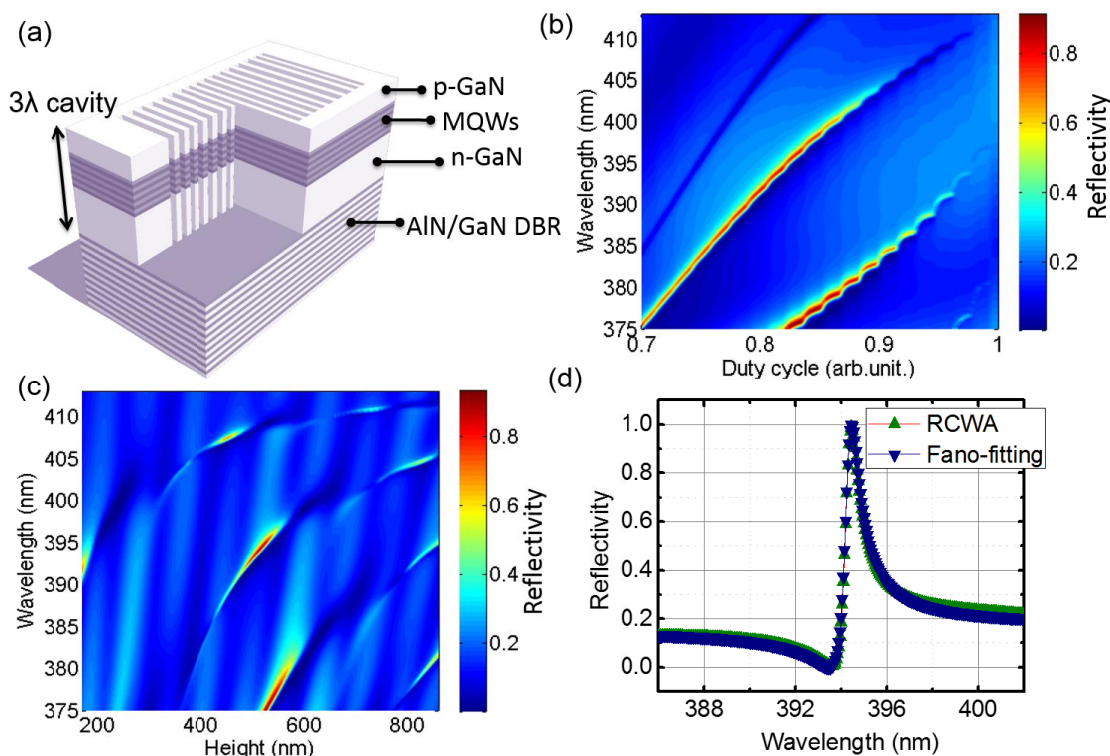 (a)
3λ cavity
p-GaN
MQWs
n-GaN
AlN/GaN DBR
(b)
Wavelength (nm)
410
405
400
395
390
385
380
375
0.7
0.8
0.9
1
Duty cycle (arb.unit.)
0.8
0.6
0.4
0.2
Reflectivity
(c)
Wavelength (nm)
410
405
400
395
390
385
380
375
200
400
600
800
Height (nm)
0.8
0.6
0.4
0.2
Reflectivity
(d)
Reflectivity
1.0
0.8
0.6
0.4
0.2
0.0
388
392
396
400
Wavelength (nm)
RCWA
Fano-fitting